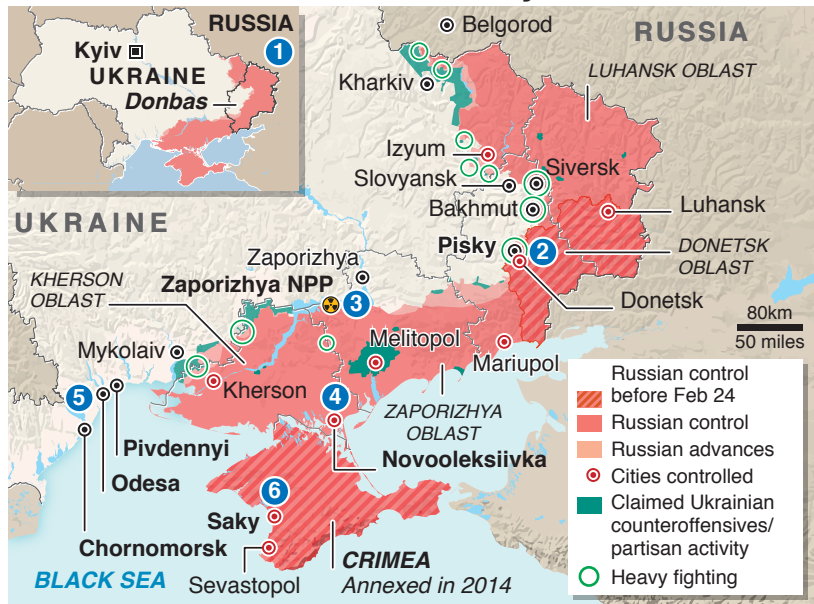 RUSSIA
1
Kyiv
UKRAINE
Donbas
Belgorod
RUSSIA
Kharkiv
LUHANSK OBLAST
Izyum
Slovyansk
Siversk
Bakhmut
Luhansk
UKRAINE
Pisky
2
DONETSK
OBLAST
Zaporizhya
Zaporizhya NPP
3
KHERSON
OBLAST
Donetsk
80km
50 miles
Mykolaiv
Melitopol
Mariupol
Kherson
5
4
ZAPORIZHYA
OBLAST
Pivdennyi
Odesa
Novooleksiivka
6
Saky
Chornomorsk
CRIMEA
Annexed in 2014
BLACK SEA
Sevastopol
Russian control
before Feb 24
Russian control
Russian advances
Cities controlled
Claimed Ukrainian
counteroffensives/
partisan activity
Heavy fighting